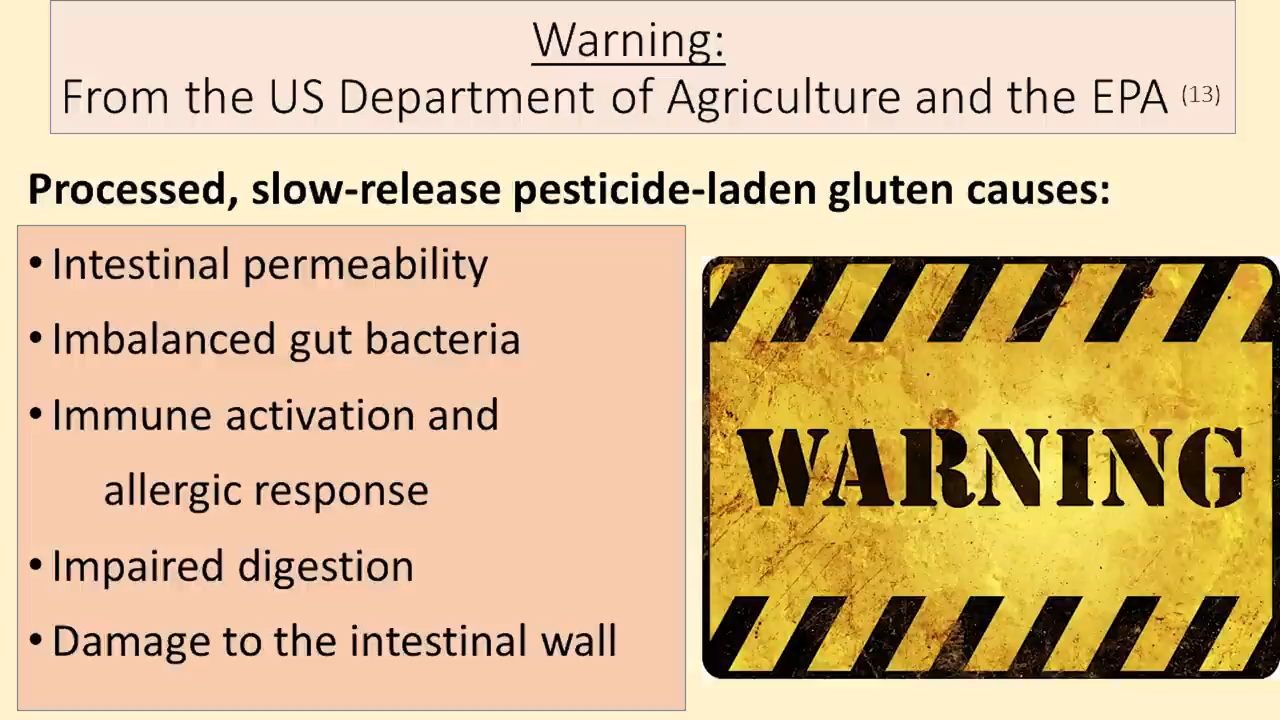 Warning:
From the US Department of Agriculture and the EPA (13)
Processed, slow-release pesticide-laden gluten causes:
• Intestinal permeability
• Imbalanced gut bacteria
• Immune activation and
allergic response
• Impaired digestion
• Damage to the intestinal wall
WARNING